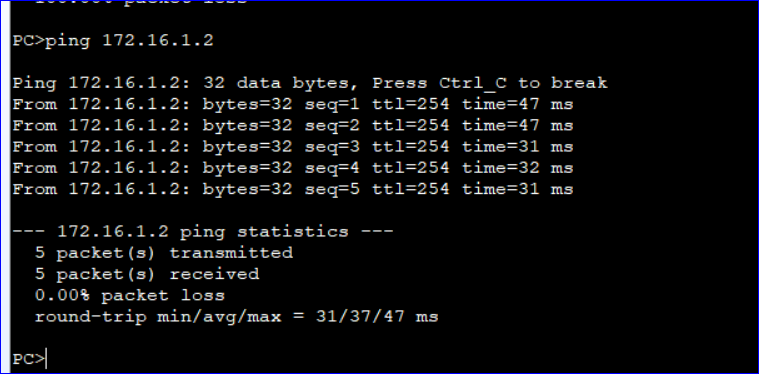 PC>ping 172.16.1.2
Ping 172.16.1.2: 32 data bytes, Press Ctrl_C to break
From 172.16.1.2: bytes=32 seq=1 ttl=254 time=47 ms
From 172.16.1.2: bytes=32 seq=2 ttl=254 time=47 ms
From 172.16.1.2: bytes=32 seq=3 ttl=254 time=31 ms
From 172.16.1.2: bytes=32 seq=4 ttl=254 time=32 ms
From 172.16.1.2: bytes=32 seq=5 ttl=254 time=31 ms
--- 172.16.1.2 ping statistics ---
5 packet(s) transmitted
5 packet(s) received
0.00% packet loss
round-trip min/avg/max = 31/37/47 ms
PC>